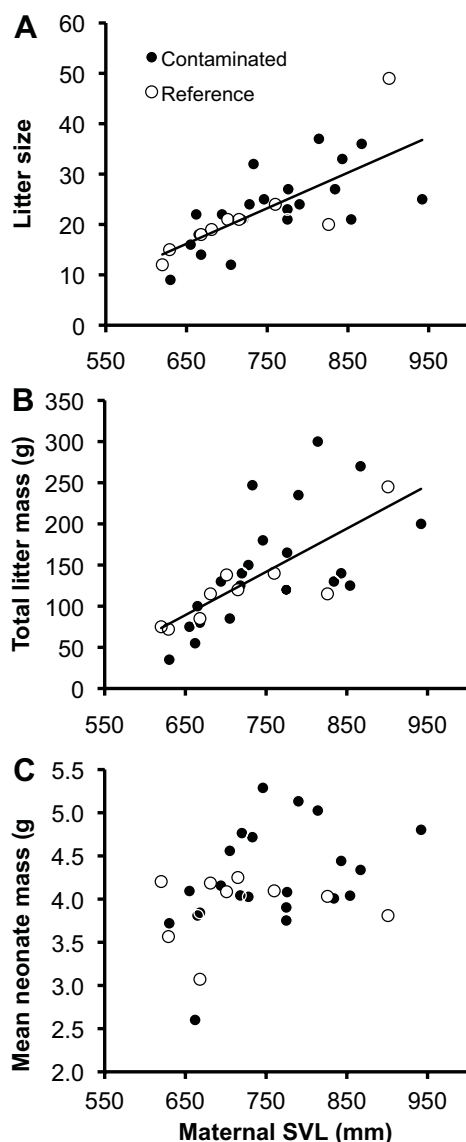 A
Litter size
60
50
40
30
20
10
0
Contaminated
Reference
550 650 750 850 950
B
Total litter mass (g)
350
300
250
200
150
100
50
0
550 650 750 850 950
C
Mean neonate mass (g
5.5
5.0
4.5
4.0
3.5
3.0
2.5
2.0
550 650 750 850 950
Maternal SVL (mm)